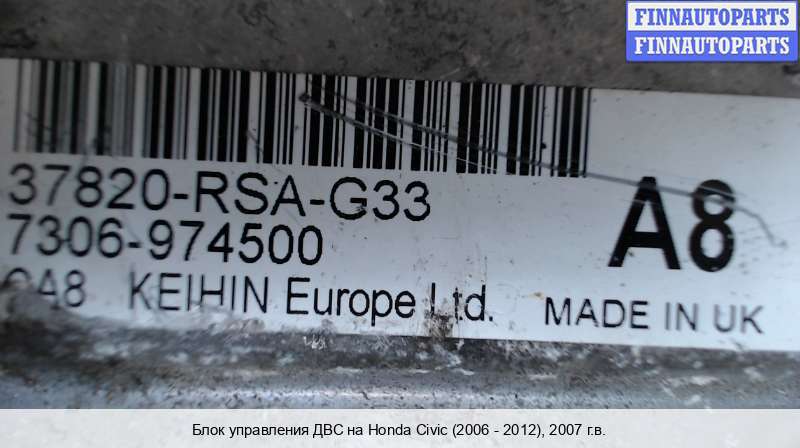 FINNAUTOPARTS
FINNAUTOPARTS
37820-RSA-G33
7306-974500
A8
KEIHIN Europe Ltd.
MADE IN UK
Блок управления ДВС на Honda Civic (2006 - 2012), 2007 г.в.